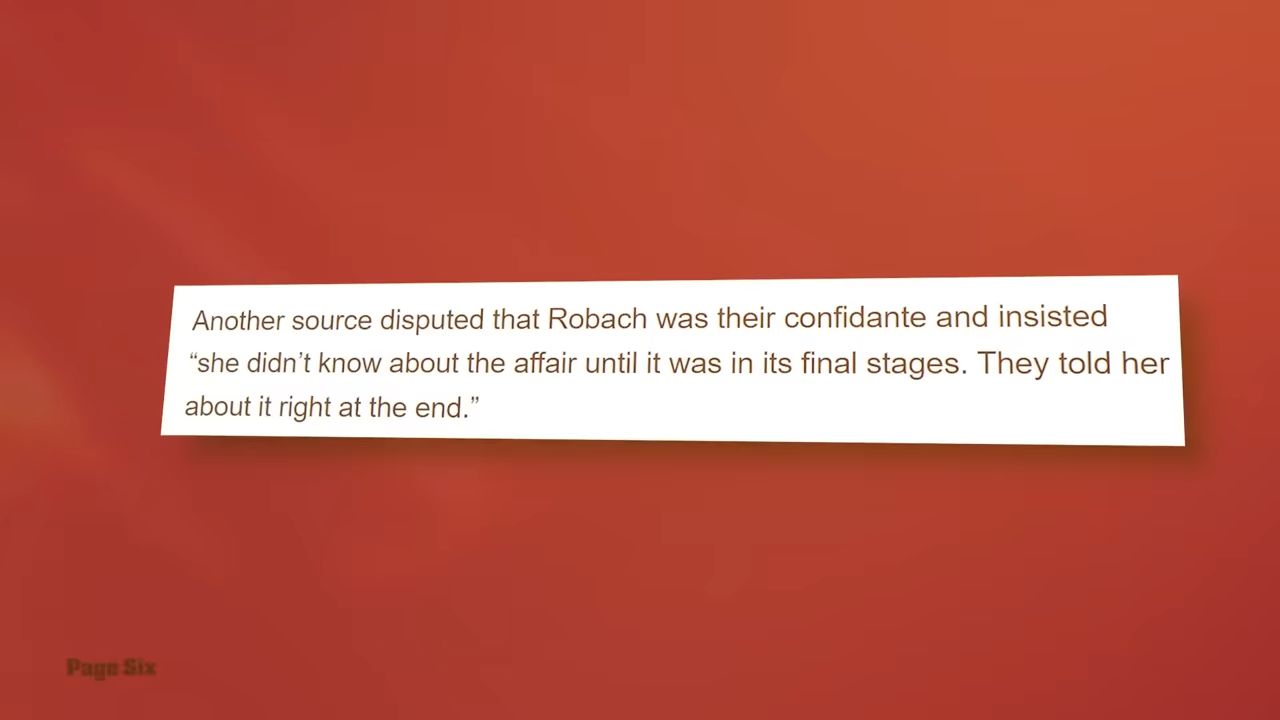 Another source disputed that Robach was their confidante and insisted
“she didn’t know about the affair until it was in its final stages. They told her
about it right at the end.”
Page Six